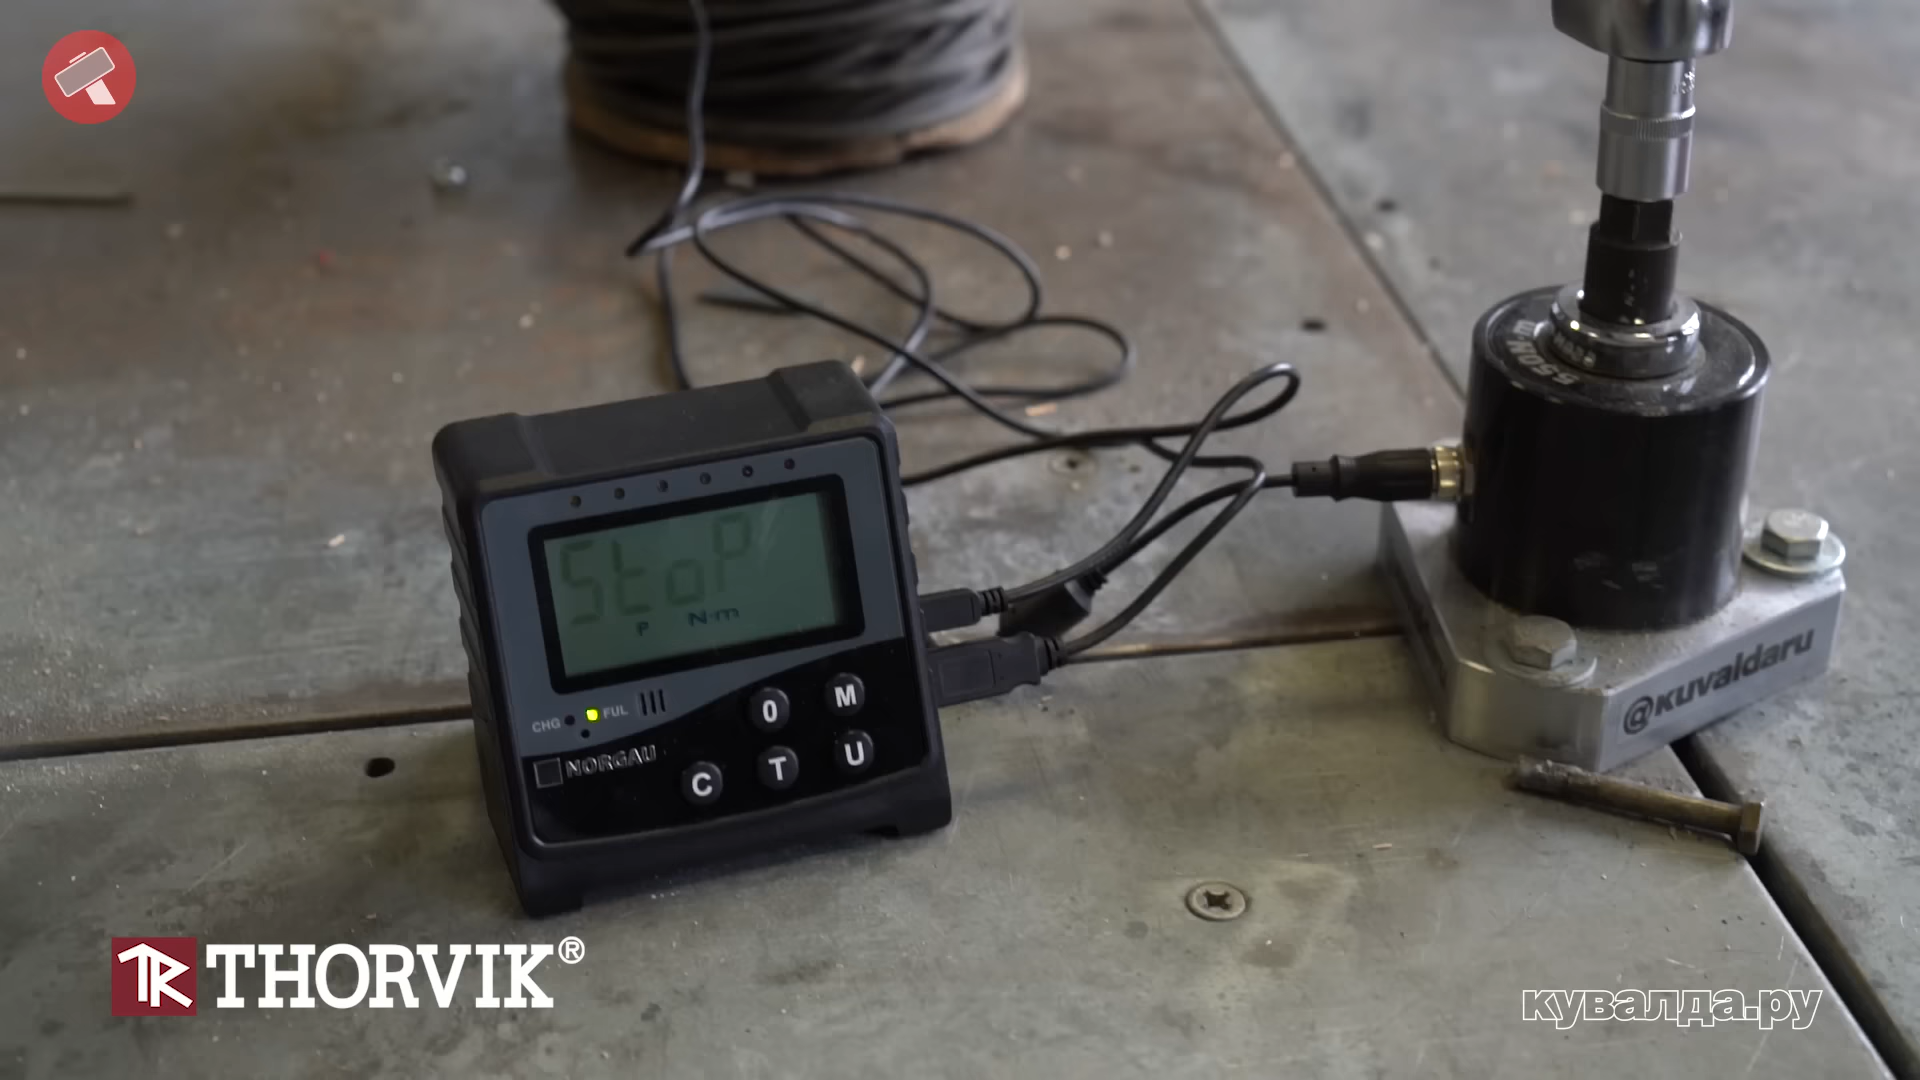 StoP
P N·m
CHG FUL
NORGAU
0 M
C T U
@kuvaldaru
THORVIK®
кувалда.ру